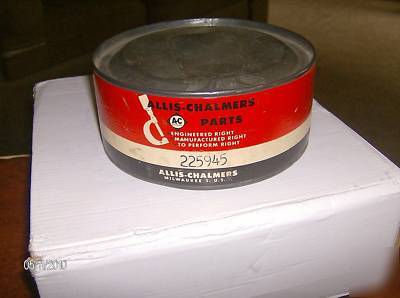 ALLIS-CHALMERS
AC PARTS
ENGINEERED RIGHT
MANUFACTURED RIGHT
TO PERFORM RIGHT
225945
ALLIS-CHALMERS
MILWAUKEE 1, U.S.